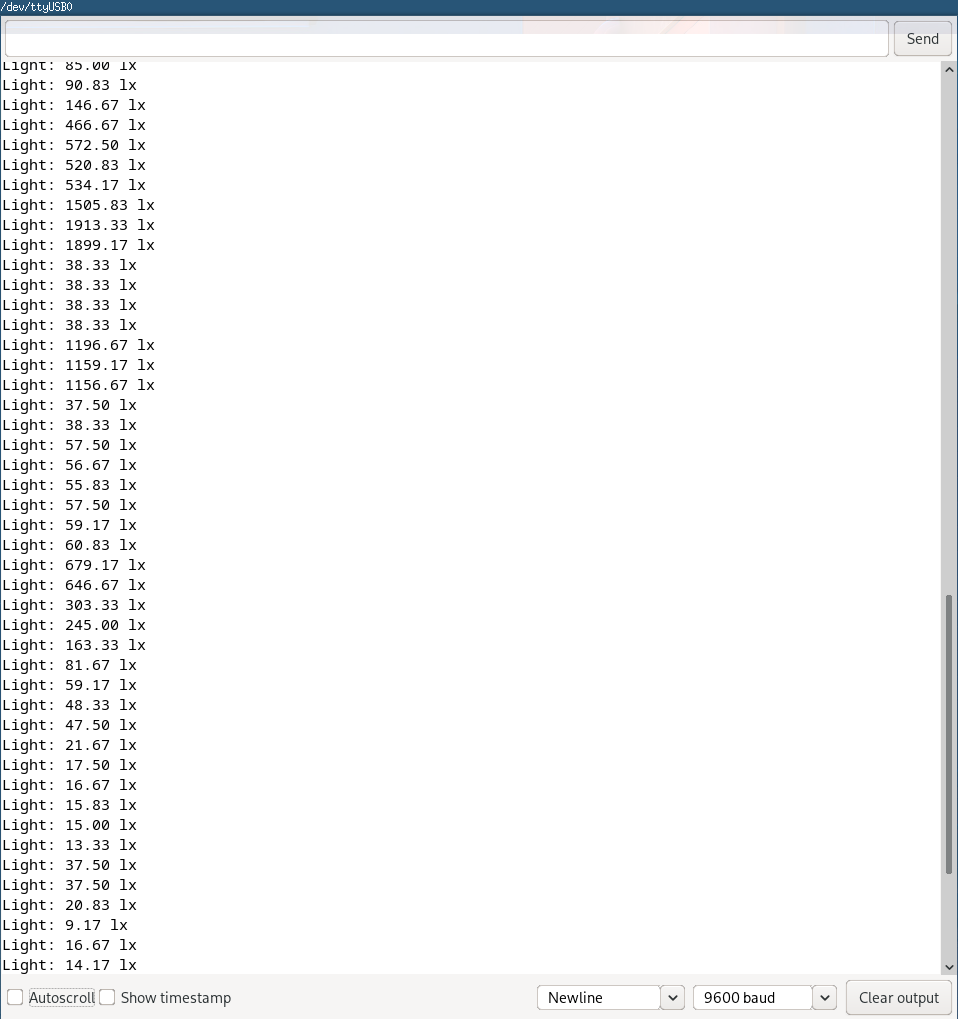 /dev/ttyUSB0
Send
Light: 85.00 lx
Light: 90.83 lx
Light: 146.67 lx
Light: 466.67 lx
Light: 572.50 lx
Light: 520.83 lx
Light: 534.17 lx
Light: 1505.83 lx
Light: 1913.33 lx
Light: 1899.17 lx
Light: 38.33 lx
Light: 38.33 lx
Light: 38.33 lx
Light: 38.33 lx
Light: 1196.67 lx
Light: 1159.17 lx
Light: 1156.67 lx
Light: 37.50 lx
Light: 38.33 lx
Light: 57.50 lx
Light: 56.67 lx
Light: 55.83 lx
Light: 57.50 lx
Light: 59.17 lx
Light: 60.83 lx
Light: 679.17 lx
Light: 646.67 lx
Light: 303.33 lx
Light: 245.00 lx
Light: 163.33 lx
Light: 81.67 lx
Light: 59.17 lx
Light: 48.33 lx
Light: 47.50 lx
Light: 21.67 lx
Light: 17.50 lx
Light: 16.67 lx
Light: 15.83 lx
Light: 15.00 lx
Light: 13.33 lx
Light: 37.50 lx
Light: 37.50 lx
Light: 20.83 lx
Light: 9.17 lx
Light: 16.67 lx
Light: 14.17 lx
Autoscroll Show timestamp Newline 9600 baud Clear output